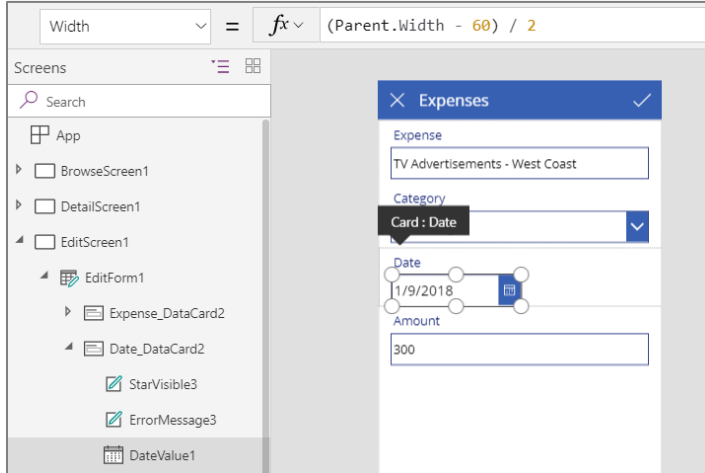 Width = fx (Parent.Width - 60) / 2
Screens
Search
App
BrowseScreen1
DetailScreen1
EditScreen1
EditForm1
Expense_DataCard2
Date_DataCard2
StarVisible3
ErrorMessage3
DateValue1
Expenses
Expense
TV Advertisements - West Coast
Category
Card : Date
Date
1/9/2018
Amount
300